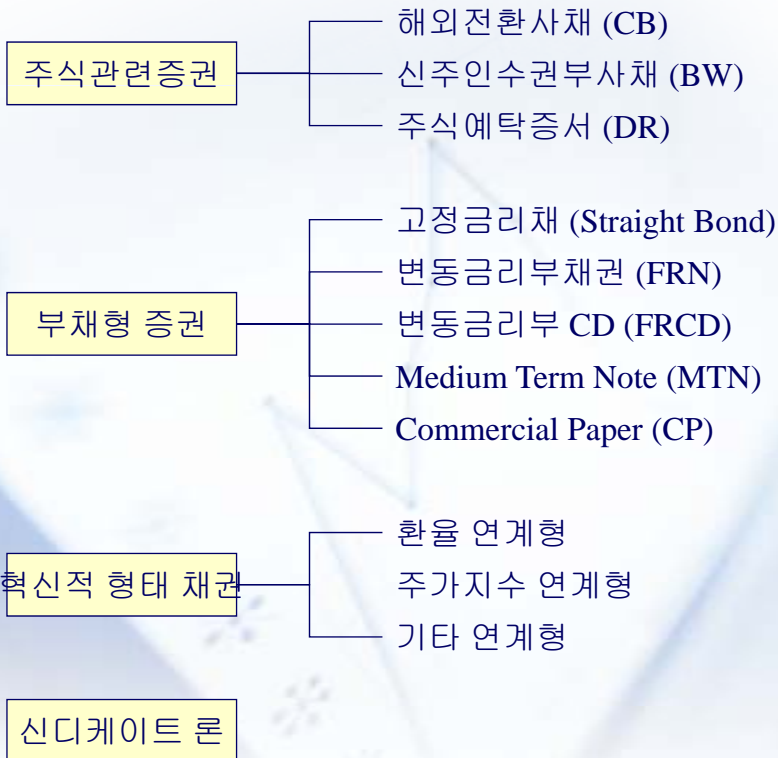 주식관련증권
해외전환사채 (CB)
신주인수권부사채 (BW)
주식예탁증서 (DR)
부채형 증권
고정금리채 (Straight Bond)
변동금리부채권 (FRN)
변동금리부 CD (FRCD)
Medium Term Note (MTN)
Commercial Paper (CP)
혁신적 형태 채권
환율 연계형
주가지수 연계형
기타 연계형
신디케이트 론